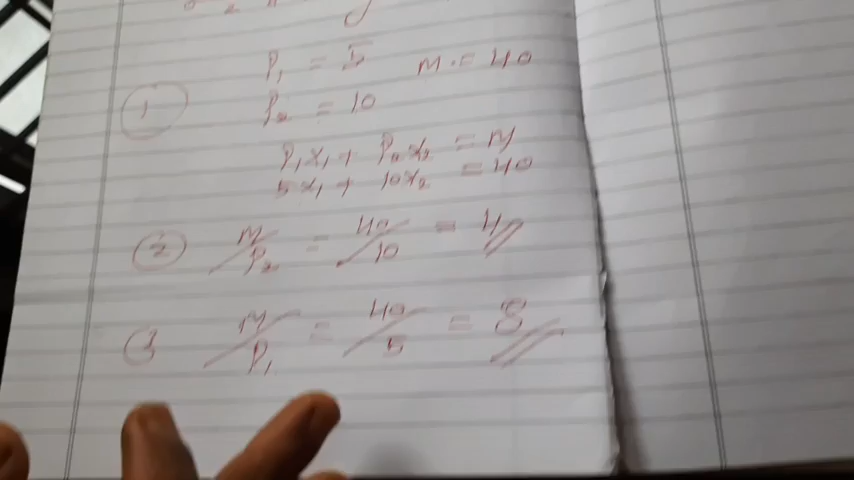 P₁ = 5 M = 40
① P₂ = 10
P₁x₁ + P₂x₂ = M
5x₁ + 10x₂ = 40
② M/P₂ = 40/10 = 4
③ M/P₁ = 40/5 = 8